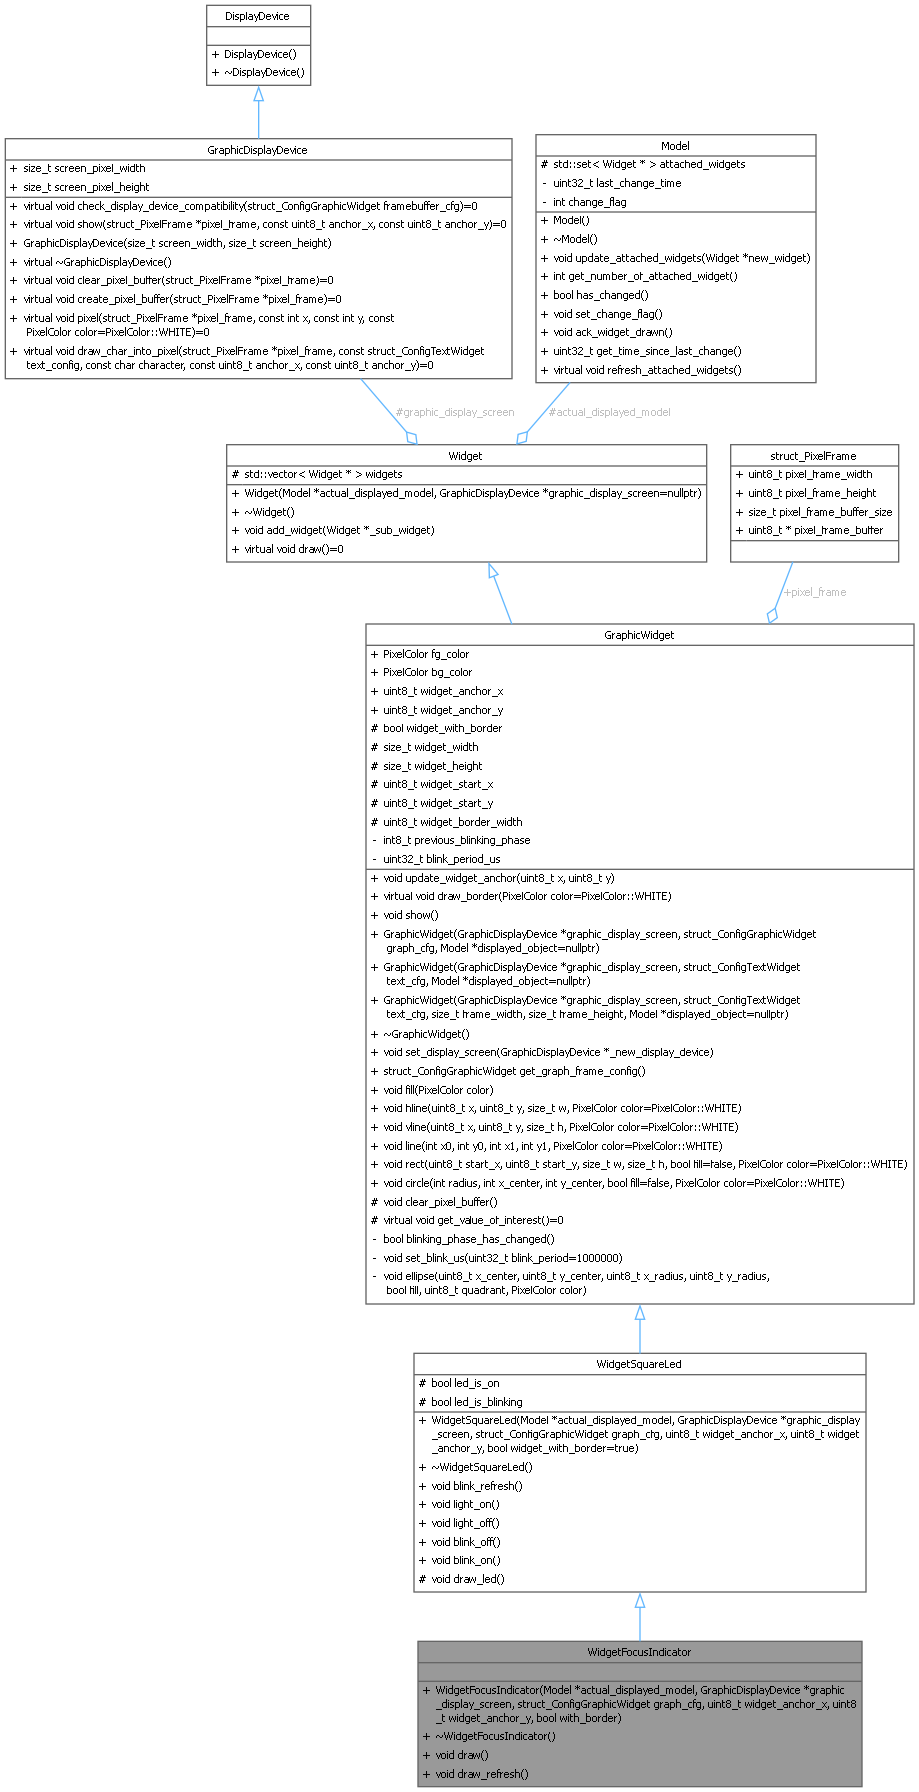 DisplayDevice
+ DisplayDevice()
+ ~DisplayDevice()
GraphicDisplayDevice
+ size_t screen_pixel_width
+ size_t screen_pixel_height
+ virtual void check_display_device_compatibility(struct_ConfigGraphicWidget framebuffer_cfg)=0
+ virtual void show(struct_PixelFrame *pixel_frame, const uint8_t anchor_x, const uint8_t anchor_y)=0
+ GraphicDisplayDevice(size_t screen_width, size_t screen_height)
+ virtual ~GraphicDisplayDevice()
+ virtual void clear_pixel_buffer(struct_PixelFrame *pixel_frame)=0
+ virtual void create_pixel_buffer(struct_PixelFrame *pixel_frame)=0
+ virtual void pixel(struct_PixelFrame *pixel_frame, const int x, const int y, const
PixelColor color=PixelColor::WHITE)=0
+ virtual void draw_char_into_pixel(struct_PixelFrame *pixel_frame, const struct_ConfigTextWidget
text_config, const char character, const uint8_t anchor_x, const uint8_t anchor_y)=0
Model
# std::set< Widget * > attached_widgets
- uint32_t last_change_time
- int change_flag
+ Model()
+ ~Model()
+ void update_attached_widgets(Widget *new_widget)
+ int get_number_of_attached_widget()
+ bool has_changed()
+ void set_change_flag()
+ void ack_widget_drawn()
+ uint32_t get_time_since_last_change()
+ virtual void refresh_attached_widgets()
#graphic_display_screen
#actual_displayed_model
Widget
# std::vector< Widget * > widgets
+ Widget(Model *actual_displayed_model, GraphicDisplayDevice *graphic_display_screen=nullptr)
+ ~Widget()
+ void add_widget(Widget *_sub_widget)
+ virtual void draw()=0
struct_PixelFrame
+ uint8_t pixel_frame_width
+ uint8_t pixel_frame_height
+ size_t pixel_frame_buffer_size
+ uint8_t * pixel_frame_buffer
+pixel_frame
GraphicWidget
+ PixelColor fg_color
+ PixelColor bg_color
+ uint8_t widget_anchor_x
+ uint8_t widget_anchor_y
# bool widget_with_border
# size_t widget_width
# size_t widget_height
# uint8_t widget_start_x
# uint8_t widget_start_y
# uint8_t widget_border_width
- int8_t previous_blinking_phase
- uint32_t blink_period_us
+ void update_widget_anchor(uint8_t x, uint8_t y)
+ virtual void draw_border(PixelColor color=PixelColor::WHITE)
+ void show()
+ GraphicWidget(GraphicDisplayDevice *graphic_display_screen, struct_ConfigGraphicWidget
graph_cfg, Model *displayed_object=nullptr)
+ GraphicWidget(GraphicDisplayDevice *graphic_display_screen, struct_ConfigTextWidget
text_cfg, Model *displayed_object=nullptr)
+ GraphicWidget(GraphicDisplayDevice *graphic_display_screen, struct_ConfigTextWidget
text_cfg, size_t frame_width, size_t frame_height, Model *displayed_object=nullptr)
+ ~GraphicWidget()
+ void set_display_screen(GraphicDisplayDevice *_new_display_device)
+ struct_ConfigGraphicWidget get_graph_frame_config()
+ void fill(PixelColor color)
+ void hline(uint8_t x, uint8_t y, size_t w, PixelColor color=PixelColor::WHITE)
+ void vline(uint8_t x, uint8_t y, size_t h, PixelColor color=PixelColor::WHITE)
+ void line(int x0, int y0, int x1, int y1, PixelColor color=PixelColor::WHITE)
+ void rect(uint8_t start_x, uint8_t start_y, size_t w, size_t h, bool fill=false, PixelColor color=PixelColor::WHITE)
+ void circle(int radius, int x_center, int y_center, bool fill=false, PixelColor color=PixelColor::WHITE)
# void clear_pixel_buffer()
# virtual void get_value_of_interest()=0
- bool blinking_phase_has_changed()
- void set_blink_us(uint32_t blink_period=1000000)
- void ellipse(uint8_t x_center, uint8_t y_center, uint8_t x_radius, uint8_t y_radius,
bool fill, uint8_t quadrant, PixelColor color)
WidgetSquareLed
# bool led_is_on
# bool led_is_blinking
+ WidgetSquareLed(Model *actual_displayed_model, GraphicDisplayDevice *graphic_display
_screen, struct_ConfigGraphicWidget graph_cfg, uint8_t widget_anchor_x, uint8_t widget
_anchor_y, bool widget_with_border=true)
+ ~WidgetSquareLed()
+ void blink_refresh()
+ void light_on()
+ void light_off()
+ void blink_off()
+ void blink_on()
# void draw_led()
WidgetFocusIndicator
+ WidgetFocusIndicator(Model *actual_displayed_model, GraphicDisplayDevice *graphic
_display_screen, struct_ConfigGraphicWidget graph_cfg, uint8_t widget_anchor_x, uint8
_t widget_anchor_y, bool with_border)
+ ~WidgetFocusIndicator()
+ void draw()
+ void draw_refresh()